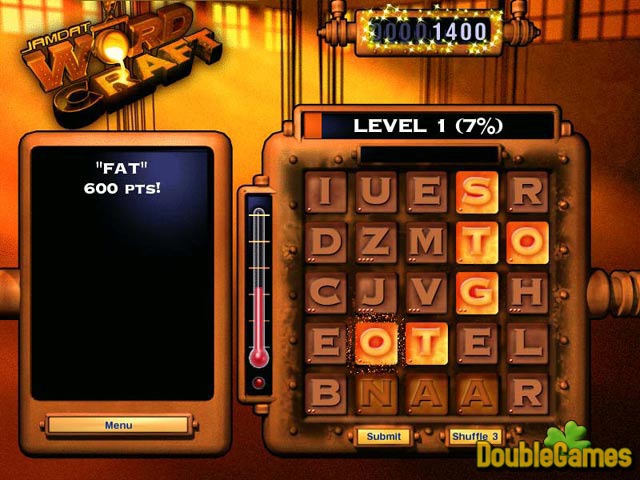 JAMDAT
WORD
CRAFT
00001400
LEVEL 1 (7%)
"FAT"
600 PTS!
I U E S R
D Z M T O
C J V G H
E O T E L
B N A A R
Menu
Submit
Shuffle 3
DoubleGames